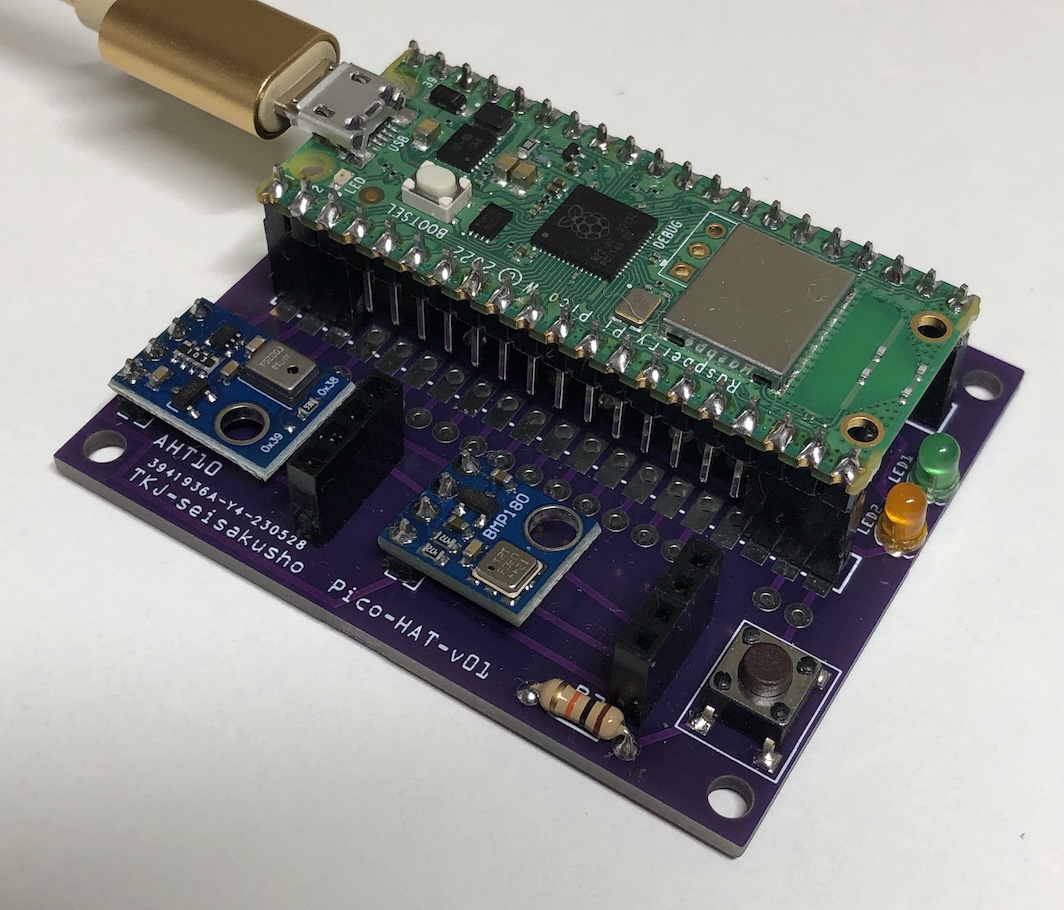 USB
LED
BOOTSEL
© 2022
DEBUG
Raspberry Pi Pico W
103
0x38
0x39
AHT10
3941936A-Y4-230528
TKJ-seisakusho
Pico-HAT-v01
BMP180
LED1
LED2